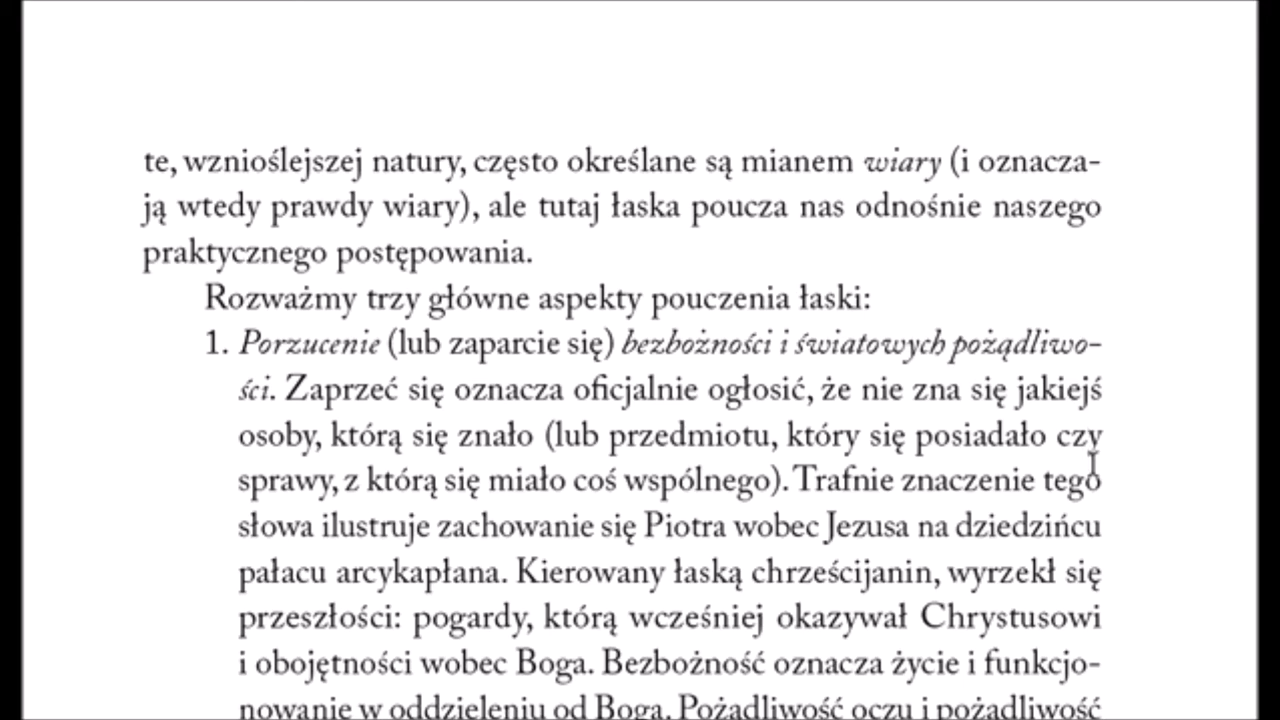 te, wznioślejszej natury, często określane są mianem wiary (i oznacza-
ją wtedy prawdy wiary), ale tutaj łaska poucza nas odnośnie naszego
praktycznego postępowania.
Rozważmy trzy główne aspekty pouczenia łaski:
1. Porzucenie (lub zaparcie się) bezbożności i światowych pożądliwo-
ści. Zaprzeć się oznacza oficjalnie ogłosić, że nie zna się jakiejś
osoby, którą się znało (lub przedmiotu, który się posiadało czy
sprawy, z którą się miało coś wspólnego). Trafnie znaczenie tego
słowa ilustruje zachowanie się Piotra wobec Jezusa na dziedzińcu
pałacu arcykapłana. Kierowany łaską chrześcijanin, wyrzekł się
przeszłości: pogardy, którą wcześniej okazywał Chrystusowi
i obojętności wobec Boga. Bezbożność oznacza życie i funkcjo-
nowanie w oddzieleniu od Boga. Pożądliwość oczu i pożądliwość